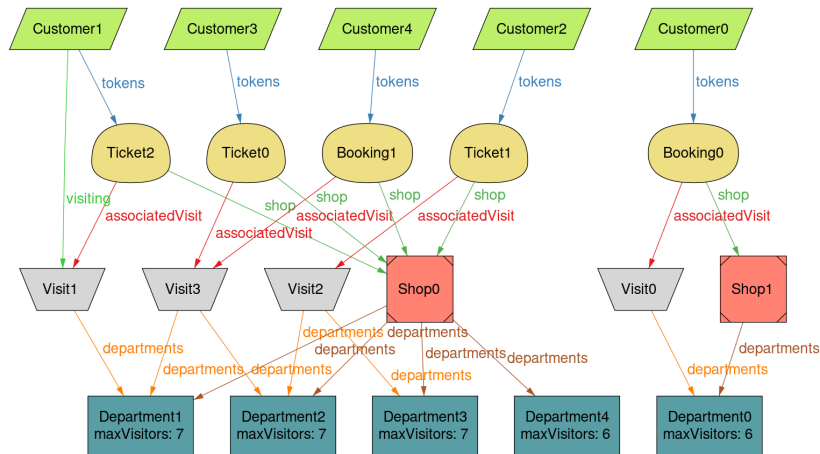 Customer1
Customer3
Customer4
Customer2
Customer0
tokens
tokens
tokens
tokens
tokens
Ticket2
Ticket0
Booking1
Ticket1
Booking0
visiting
shop
shop
shop
shop
shop
associatedVisit
associatedVisit
associatedVisit
associatedVisit
associatedVisit
Visit1
Visit3
Visit2
Shop0
Visit0
Shop1
departments
departments
departments
departments
departments
departments
departments
departments
departments
departments
departments
Department1
maxVisitors: 7
Department2
maxVisitors: 7
Department3
maxVisitors: 7
Department4
maxVisitors: 6
Department0
maxVisitors: 6